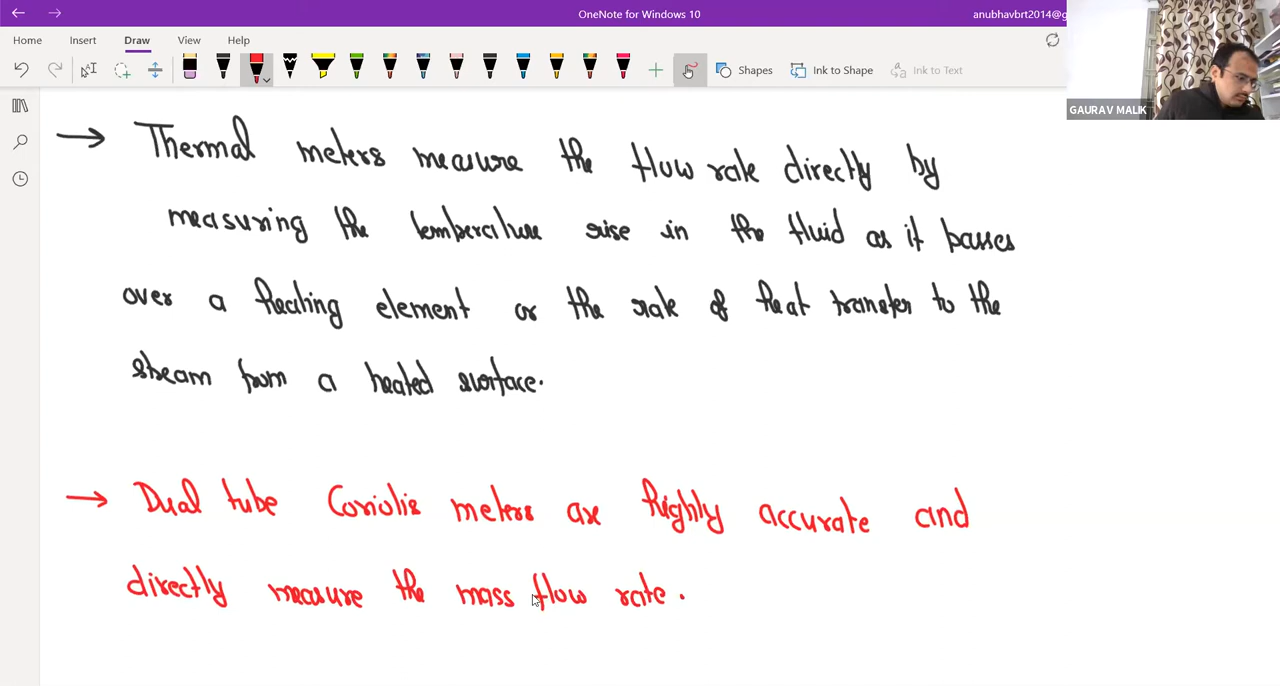 OneNote for Windows 10
anubhavbrt2014@g
Home Insert Draw View Help
Shapes Ink to Shape Ink to Text
GAURAV MALIK
→ Thermal meters measure the flow rate directly by
measuring the temperature rise in the fluid as it passes
over a heating element or the rate of heat transfer to the
stream from a heated surface.
→ Dual tube Coriolis meters are highly accurate and
directly measure the mass flow rate.